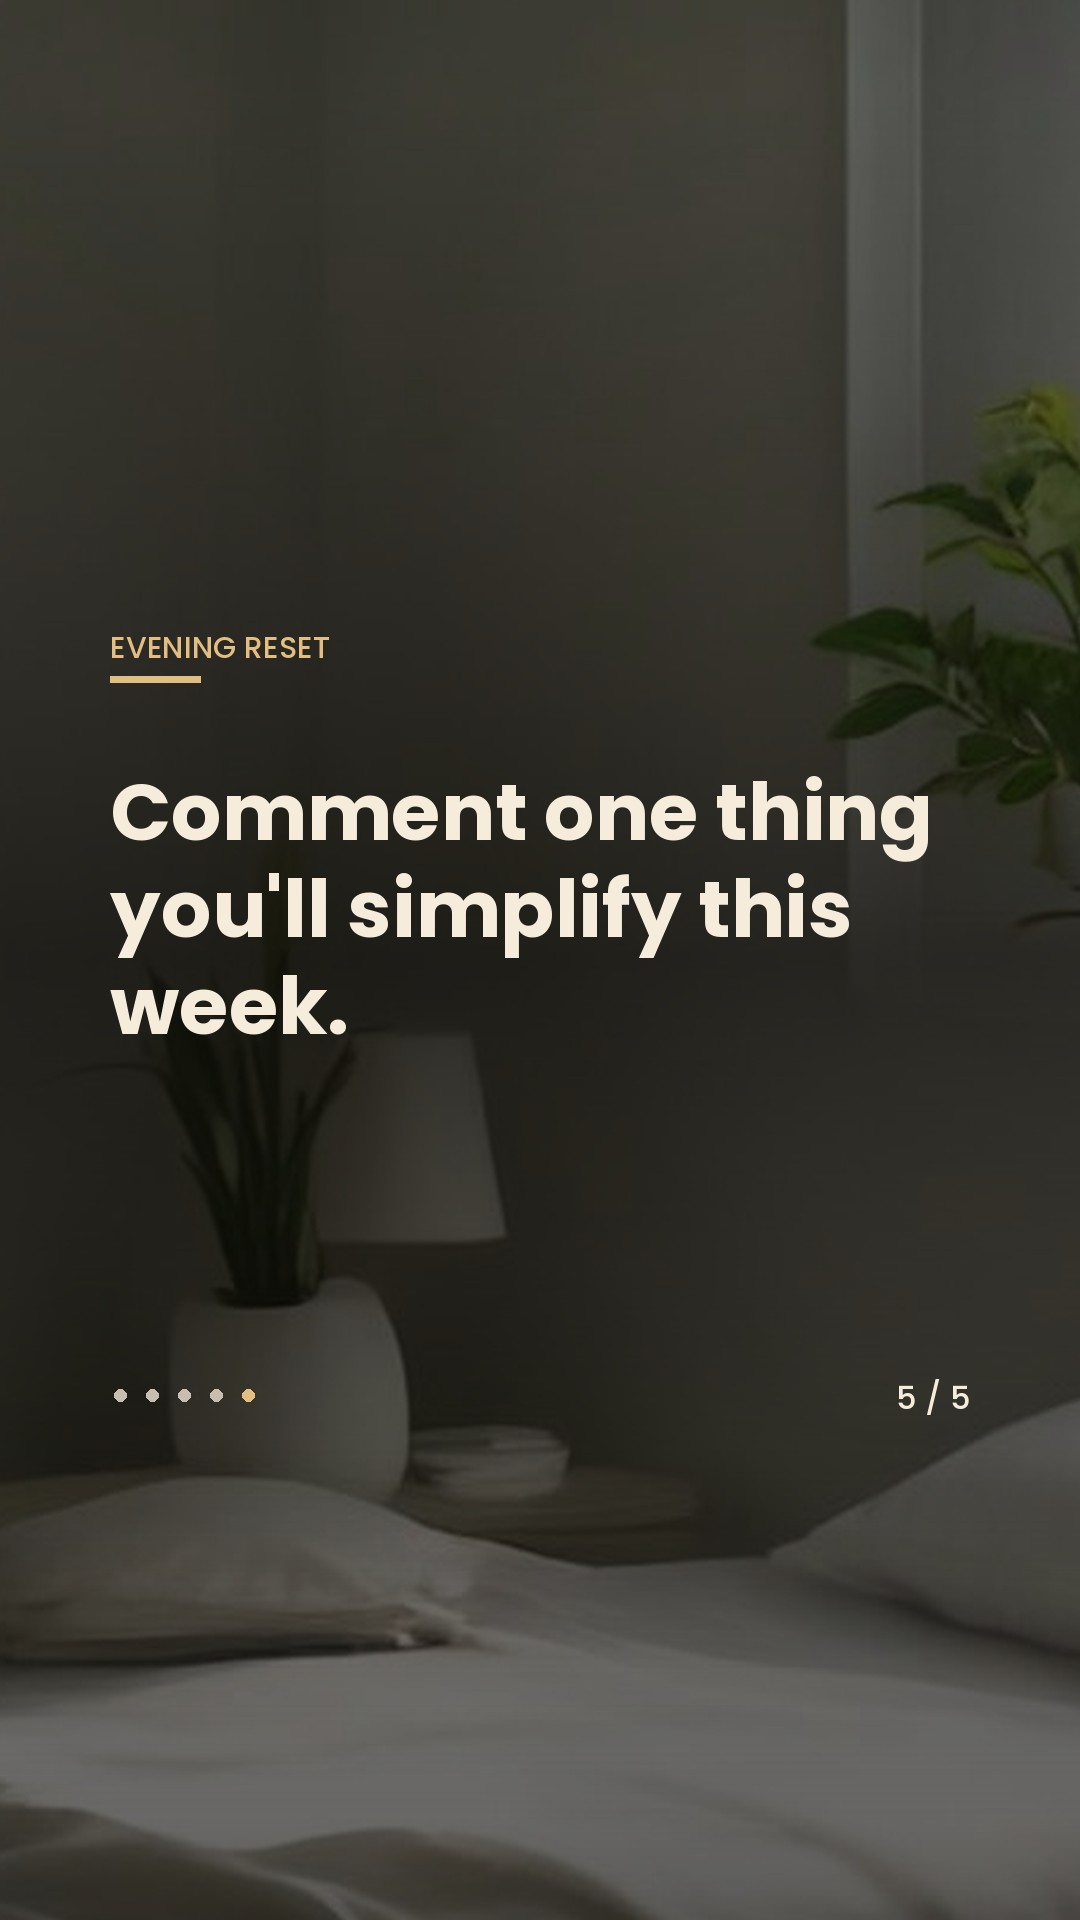 EVENING RESET
Comment one thing
you'll simplify this
week.
5 / 5